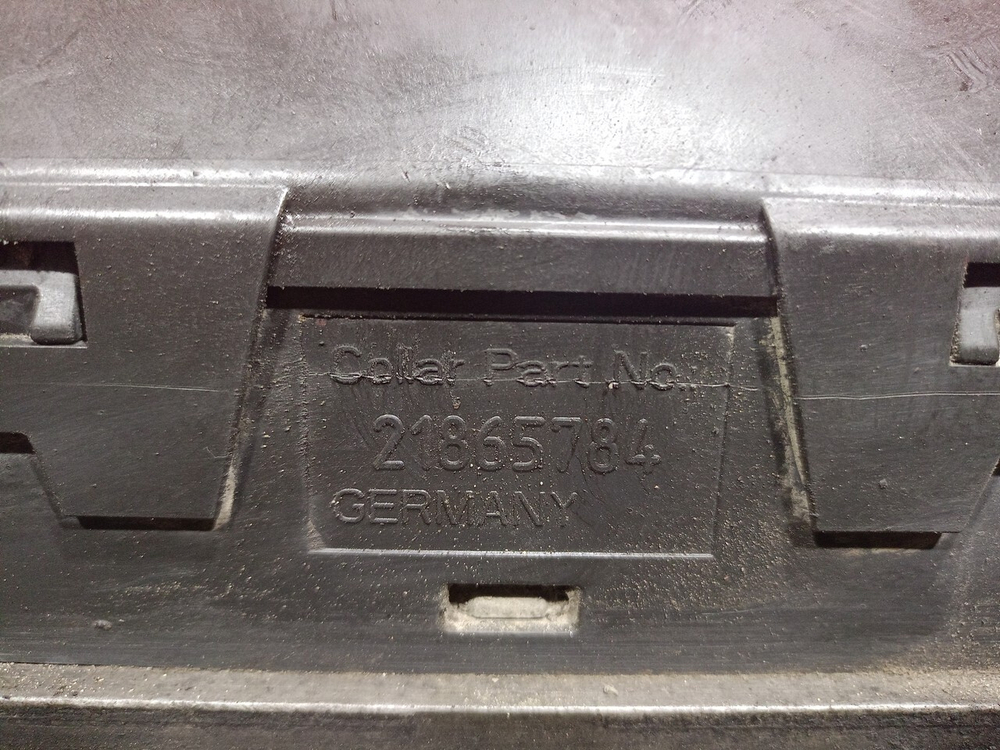 Collar Part No.:
21865784
GERMANY